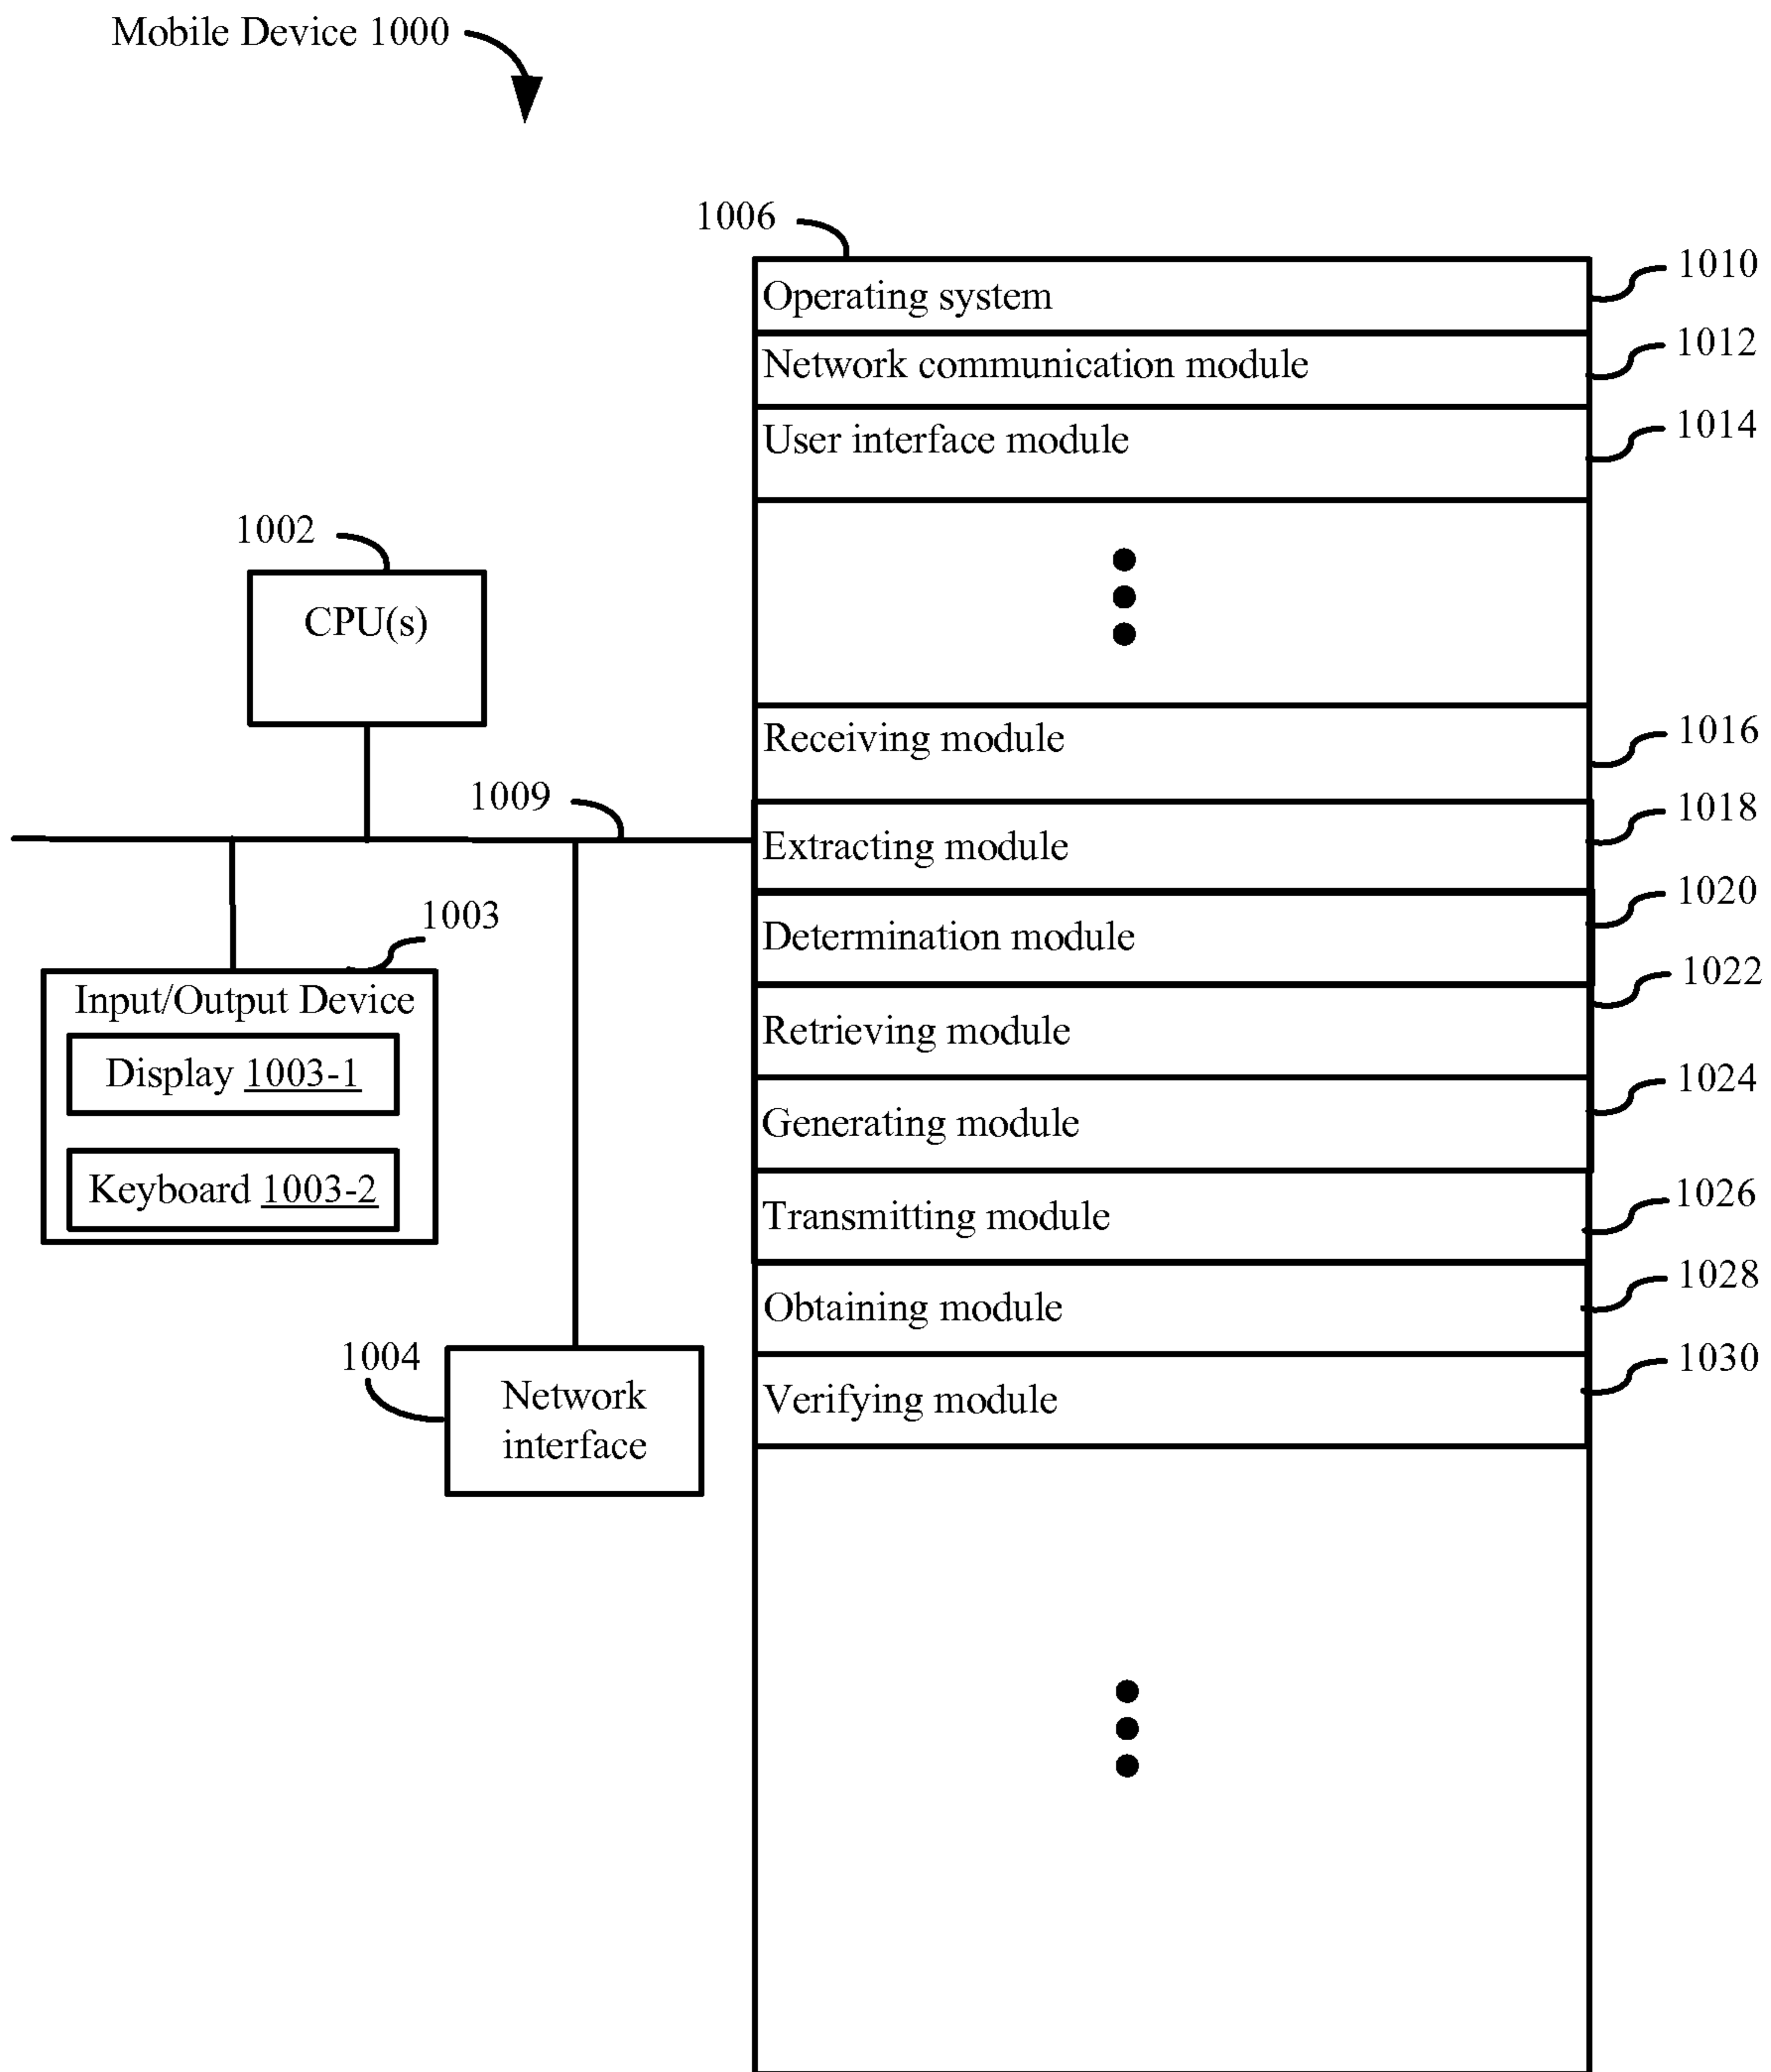 Mobile Device 1000
1006
Operating system
1010
Network communication module
1012
User interface module
1014
1002
CPU(s)
Receiving module
1016
1009
Extracting module
1018
Determination module
1020
1003
Input/Output Device
Display 1003-1
Keyboard 1003-2
Retrieving module
1022
Generating module
1024
Transmitting module
1026
Obtaining module
1028
1004
Network
interface
Verifying module
1030